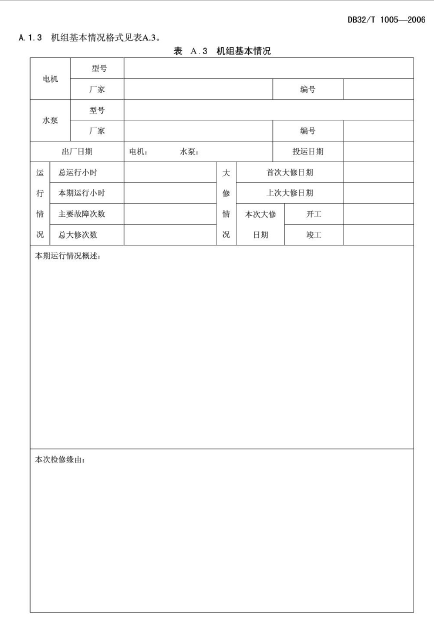 DB32/T 1005—2006
A.1.3 机组基本情况格式见表A.3。
表 A.3 机组基本情况
电机 型号
厂家 编号
水泵 型号
厂家 编号
出厂日期 电机： 水泵： 投运日期
运行情况 总运行小时 大修情况 首次大修日期
本期运行小时 上次大修日期
主要故障次数 本次大修日期 开工
总大修次数 竣工
本期运行情况概述：
本次检修缘由：